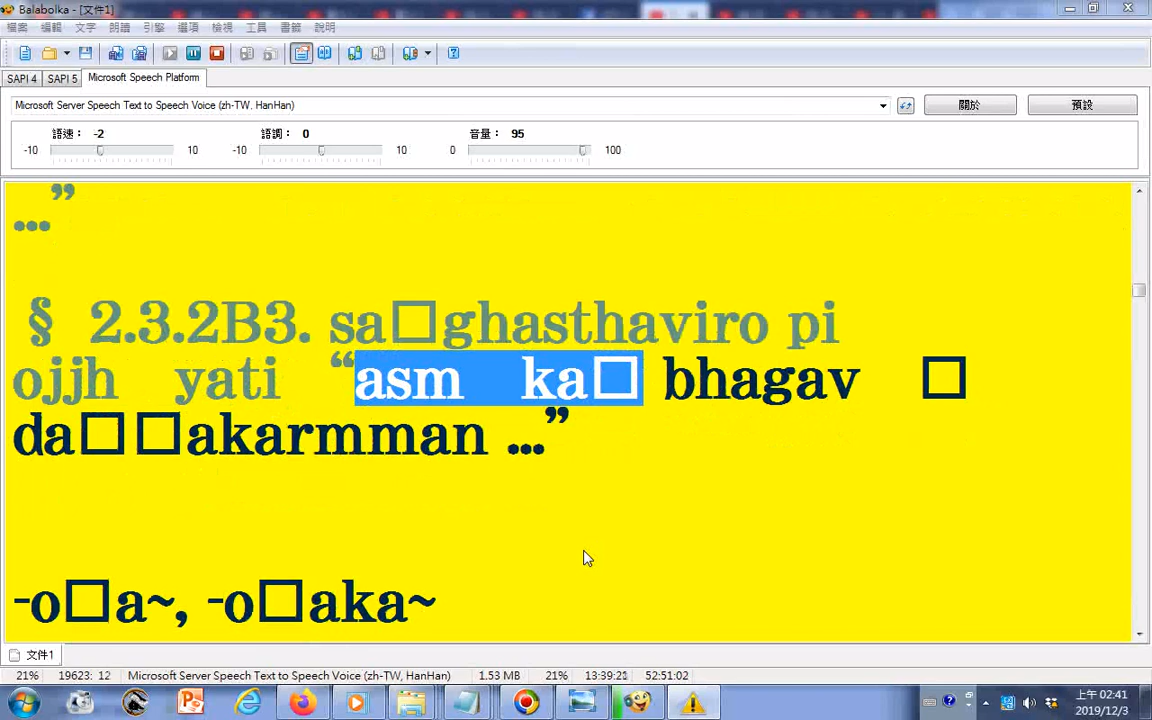 Balabolka - [文件1]
檔案 編輯 文字 朗讀 引擎 選項 檢視 工具 書籤 說明
SAPI 4 SAPI 5 Microsoft Speech Platform
Microsoft Server Speech Text to Speech Voice (zh-TW, HanHan) 關於 預設
語速： -2 語調： 0 音量： 95
-10 10 -10 10 0 100
”
...
§ 2.3.2B3. sa□ghasthaviro pi
ojjh yati “asm ka□ bhagav □
da□□akarmman ...”
-o□a~, -o□aka~
文件1
21% 19623: 12 Microsoft Server Speech Text to Speech Voice (zh-TW, HanHan) 1.53 MB 21% 13:39:21 52:51:02
上午 02:41
2019/12/3